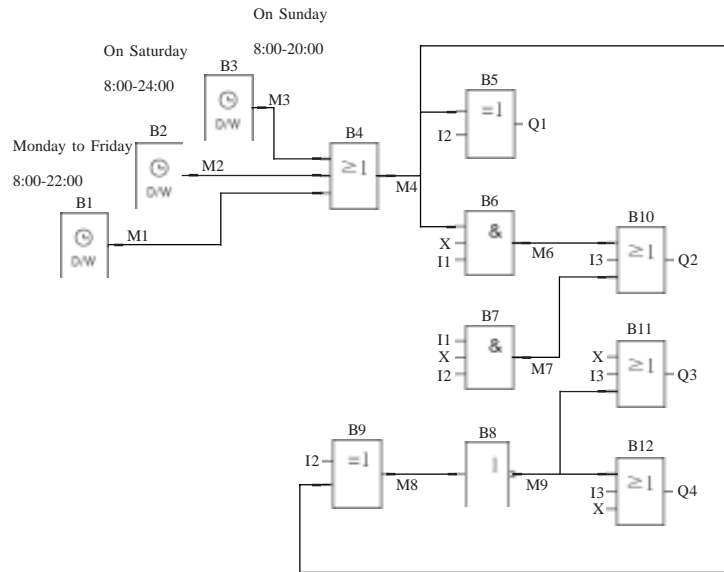 On Sunday
8:00-20:00
On Saturday
8:00-24:00
B3
D/W
M3
Monday to Friday
8:00-22:00
B2
D/W
M2
B1
D/W
M1
B4
≥1
M4
B5
=1
I2
Q1
B6
&
X
I1
M6
B10
≥1
I3
Q2
B7
&
I1
X
I2
M7
B11
≥1
X
I3
Q3
B9
=1
I2
M8
B8
1
M9
B12
≥1
I3
X
Q4